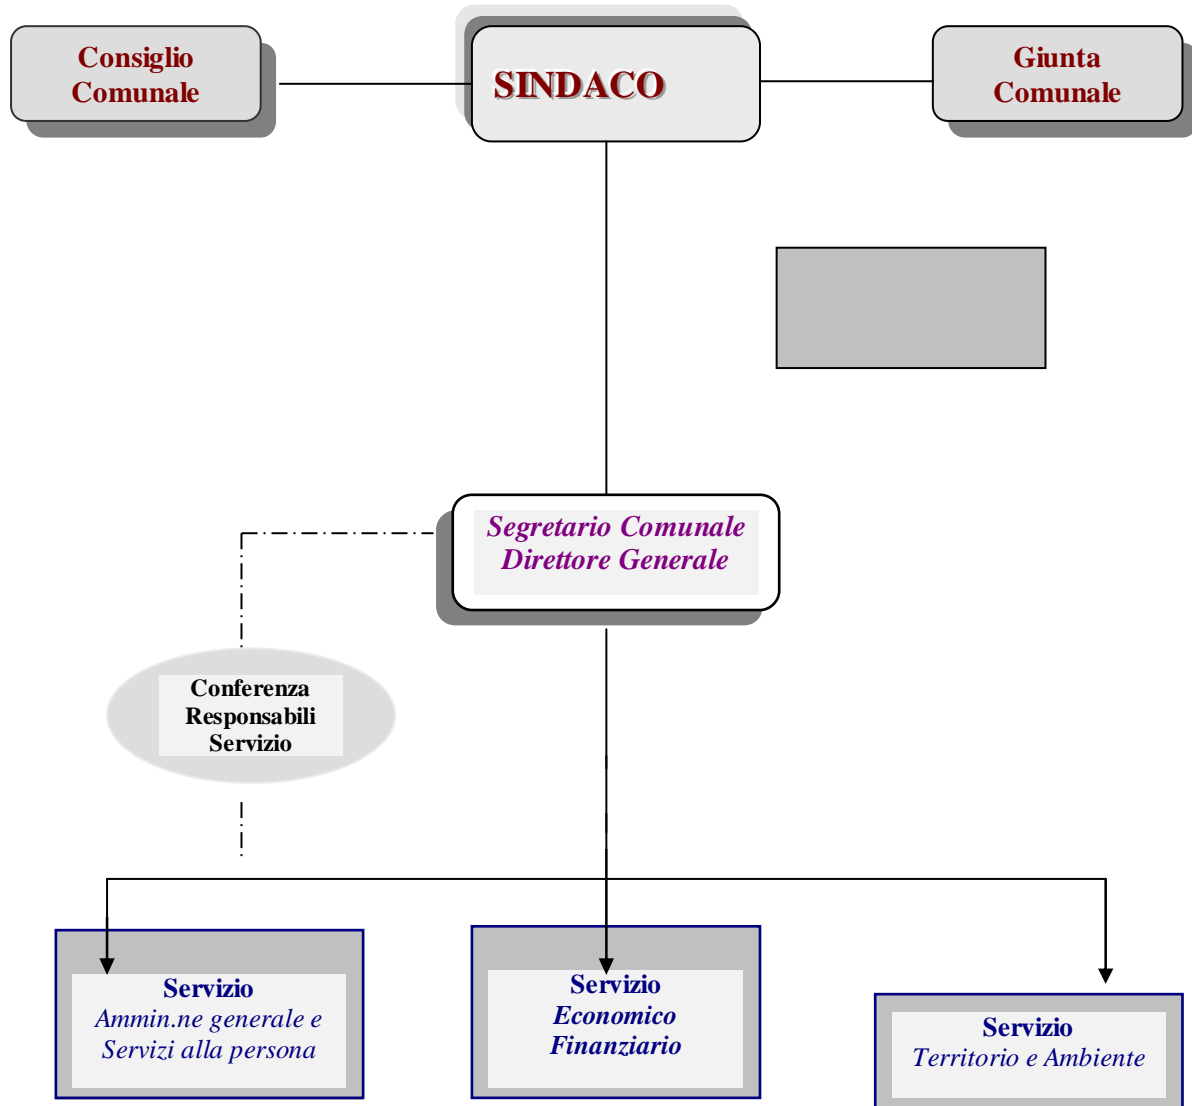 Consiglio
Comunale
SINDACO
Giunta
Comunale
Segretario Comunale
Direttore Generale
Conferenza
Responsabili
Servizio
Servizio
Ammin.ne generale e
Servizi alla persona
Servizio
Economico
Finanziario
Servizio
Territorio e Ambiente